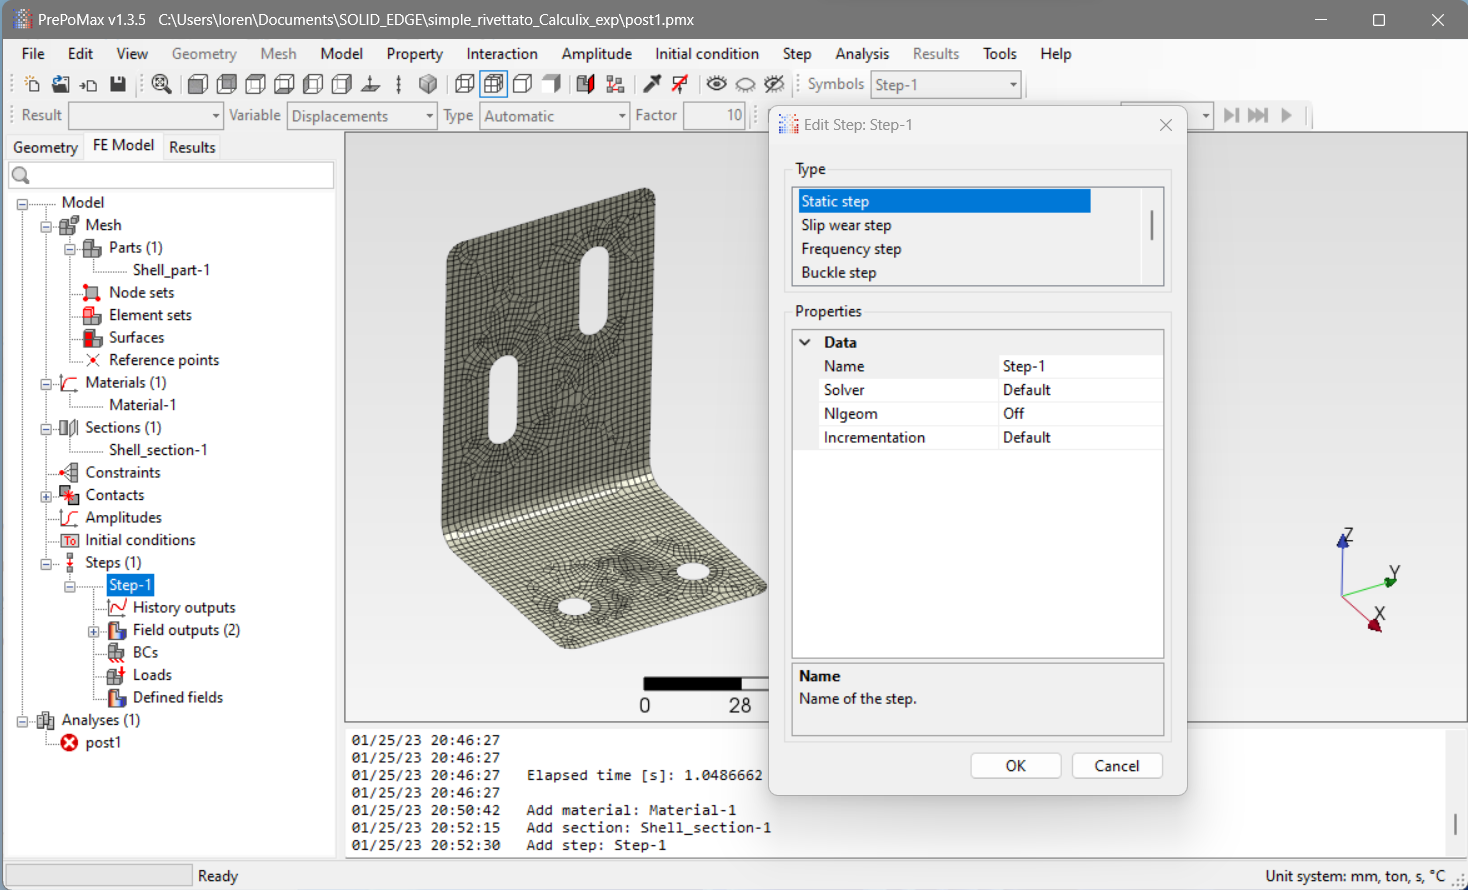 PrePoMax v1.3.5   C:\Users\loren\Documents\SOLID_EDGE\simple_rivettato_Calculix_exp\post1.pmx
File Edit View Geometry Mesh Model Property Interaction Amplitude Initial condition Step Analysis Results Tools Help
Symbols Step-1
Result Variable Displacements Type Automatic Factor 10
Geometry FE Model Results
Model
Mesh
Parts (1)
Shell_part-1
Node sets
Element sets
Surfaces
Reference points
Materials (1)
Material-1
Sections (1)
Shell_section-1
Constraints
Contacts
Amplitudes
To Initial conditions
Steps (1)
Step-1
History outputs
Field outputs (2)
BCs
Loads
Defined fields
Analyses (1)
post1
0 28
Z
Y
X
Edit Step: Step-1
Type
Static step
Slip wear step
Frequency step
Buckle step
Properties
Data
Name Step-1
Solver Default
Nlgeom Off
Incrementation Default
Name
Name of the step.
OK Cancel
01/25/23 20:46:27
01/25/23 20:46:27
01/25/23 20:46:27   Elapsed time [s]: 1.0486662
01/25/23 20:46:27
01/25/23 20:50:42   Add material: Material-1
01/25/23 20:52:15   Add section: Shell_section-1
01/25/23 20:52:30   Add step: Step-1
Ready
Unit system: mm, ton, s, °C